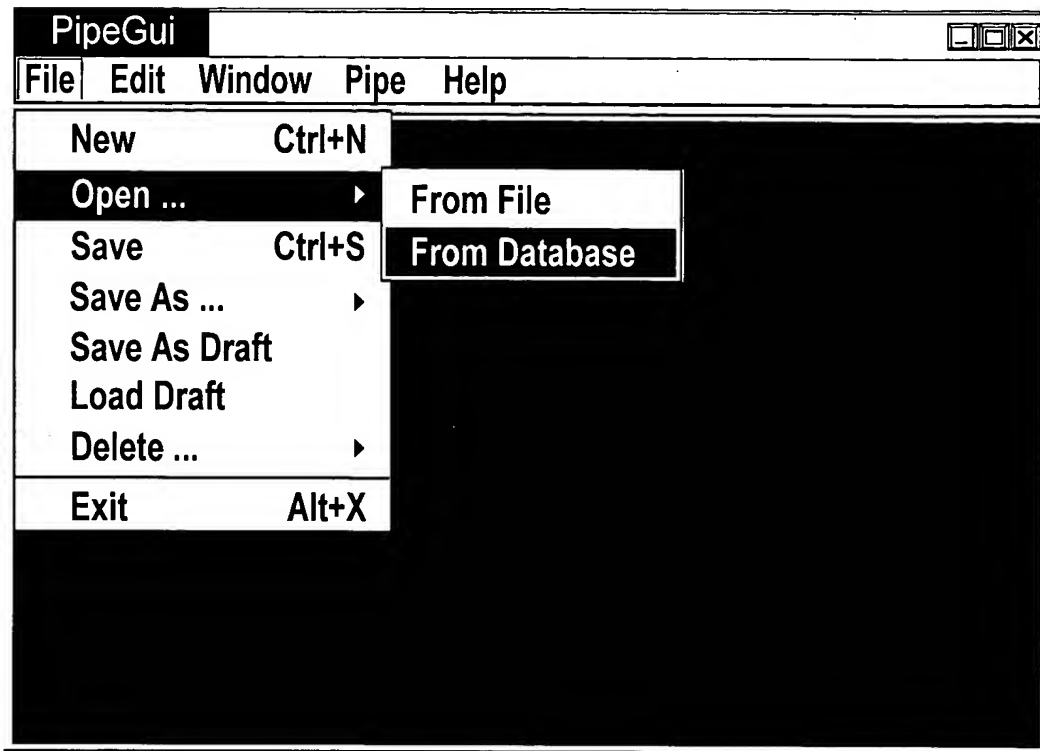 PipeGui
File Edit Window Pipe Help
New Ctrl+N
Open ...
From File
Save Ctrl+S
From Database
Save As ...
Save As Draft
Load Draft
Delete ...
Exit Alt+X